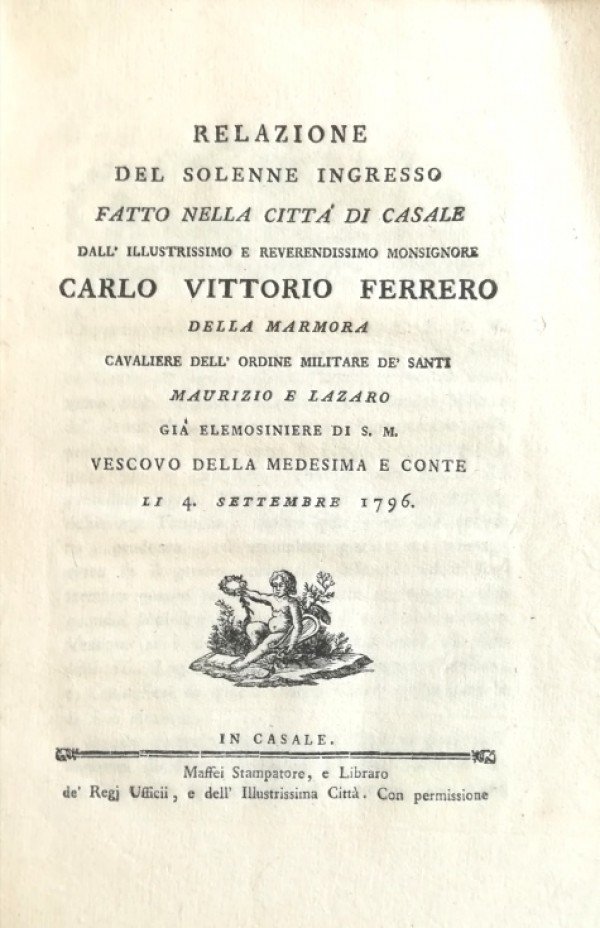 RELAZIONE
DEL SOLENNE INGRESSO
FATTO NELLA CITTÁ DI CASALE
DALL' ILLUSTRISSIMO E REVERENDISSIMO MONSIGNORE
CARLO VITTORIO FERRERO
DELLA MARMORA
CAVALIERE DELL' ORDINE MILITARE DE' SANTI
MAURIZIO E LAZARO
GIÁ ELEMOSINIERE DI S. M.
VESCOVO DELLA MEDESIMA E CONTE
LI 4. SETTEMBRE 1796.
IN CASALE.
Maffei Stampatore, e Libraro
de' Regj Ufficii, e dell' Illustrissima Città. Con permissione